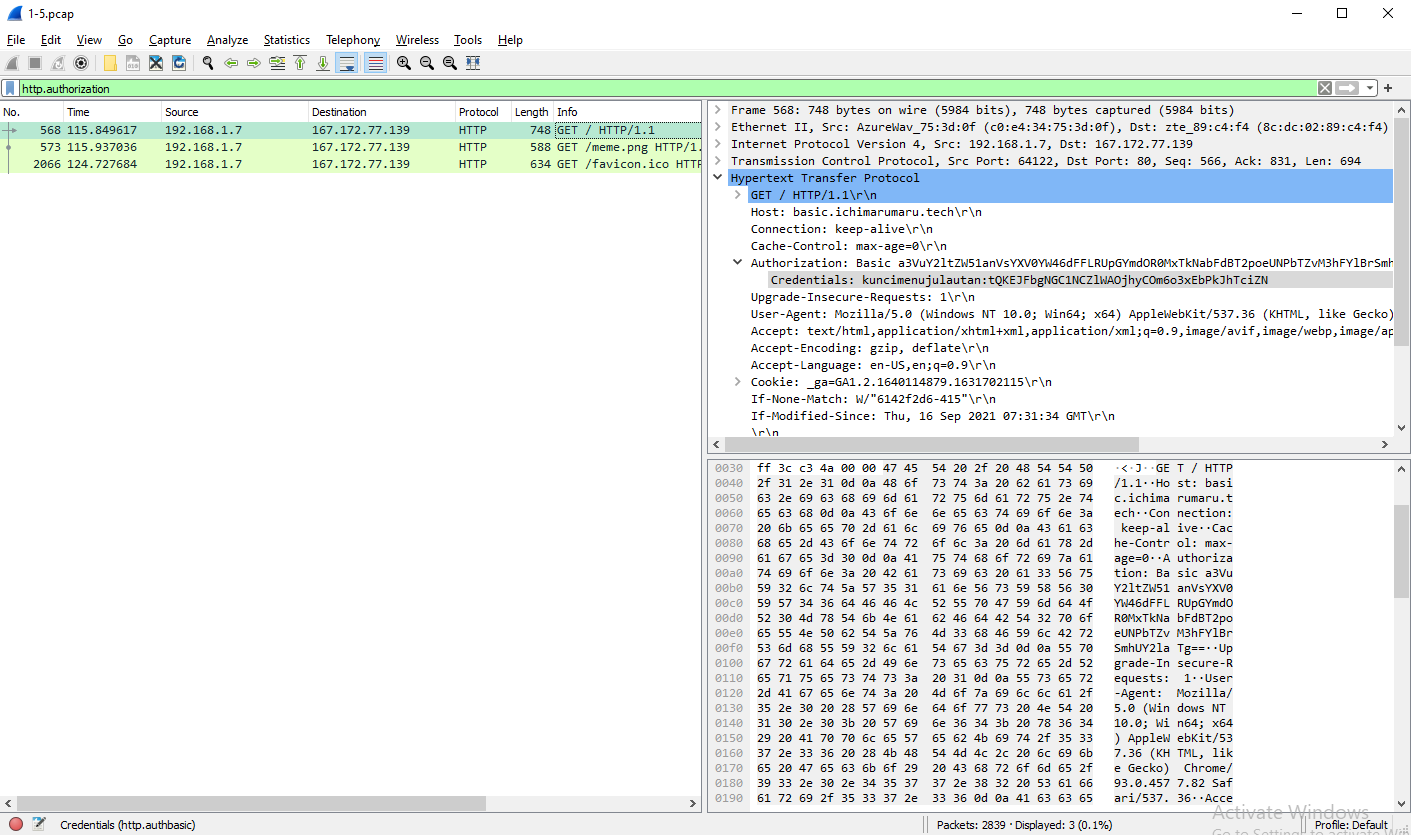 1-5.pcap
File Edit View Go Capture Analyze Statistics Telephony Wireless Tools Help
http.authorization
No. Time Source Destination Protocol Length Info
568 115.849617 192.168.1.7 167.172.77.139 HTTP 748 GET / HTTP/1.1
573 115.937036 192.168.1.7 167.172.77.139 HTTP 588 GET /meme.png HTTP/1.
2066 124.727684 192.168.1.7 167.172.77.139 HTTP 634 GET /favicon.ico HTTP
Frame 568: 748 bytes on wire (5984 bits), 748 bytes captured (5984 bits)
Ethernet II, Src: AzureWav_75:3d:0f (c0:e4:34:75:3d:0f), Dst: zte_89:c4:f4 (8c:dc:02:89:c4:f4)
Internet Protocol Version 4, Src: 192.168.1.7, Dst: 167.172.77.139
Transmission Control Protocol, Src Port: 64122, Dst Port: 80, Seq: 566, Ack: 831, Len: 694
Hypertext Transfer Protocol
GET / HTTP/1.1\r\n
Host: basic.ichimarumaru.tech\r\n
Connection: keep-alive\r\n
Cache-Control: max-age=0\r\n
Authorization: Basic a3VuY2ltZW51anVsYXV0YW46dFFLRUpGYmdOR0MxTkNabFdBT2poeUNPbTZvM3hFYlBrSmh
Credentials: kuncimenujulautan:tQKEJFbgNGC1NCZlWAOjhyCOm6o3xEbPkJhTciZN
Upgrade-Insecure-Requests: 1\r\n
User-Agent: Mozilla/5.0 (Windows NT 10.0; Win64; x64) AppleWebKit/537.36 (KHTML, like Gecko)
Accept: text/html,application/xhtml+xml,application/xml;q=0.9,image/avif,image/webp,image/ap
Accept-Encoding: gzip, deflate\r\n
Accept-Language: en-US,en;q=0.9\r\n
Cookie: _ga=GA1.2.1640114879.1631702115\r\n
If-None-Match: W/"6142f2d6-415"\r\n
If-Modified-Since: Thu, 16 Sep 2021 07:31:34 GMT\r\n
\r\n
0030 ff 3c c3 4a 00 00 47 45 54 20 2f 20 48 54 54 50 ·<·J··GE T / HTTP
0040 2f 31 2e 31 0d 0a 48 6f 73 74 3a 20 62 61 73 69 /1.1··Ho st: basi
0050 63 2e 69 63 68 69 6d 61 72 75 6d 61 72 75 2e 74 c.ichima rumaru.t
0060 65 63 68 0d 0a 43 6f 6e 6e 65 63 74 69 6f 6e 3a ech··Con nection:
0070 20 6b 65 65 70 2d 61 6c 69 76 65 0d 0a 43 61 63 keep-al ive··Cac
0080 68 65 2d 43 6f 6e 74 72 6f 6c 3a 20 6d 61 78 2d he-Contr ol: max-
0090 61 67 65 3d 30 0d 0a 41 75 74 68 6f 72 69 7a 61 age=0··A uthoriza
00a0 74 69 6f 6e 3a 20 42 61 73 69 63 20 61 33 56 75 tion: Ba sic a3Vu
00b0 59 32 6c 74 5a 57 35 31 61 6e 56 73 59 58 56 30 Y2ltZW51 anVsYXV0
00c0 59 57 34 36 64 46 46 4c 52 55 70 47 59 6d 64 4f YW46dFFL RUpGYmdO
00d0 52 30 4d 78 54 6b 4e 61 62 46 64 42 54 32 70 6f R0MxTkNa bFdBT2po
00e0 65 55 4e 50 62 54 5a 76 4d 33 68 46 59 6c 42 72 eUNPbTZv M3hFYlBr
00f0 53 6d 68 55 59 32 6c 61 54 67 3d 3d 0d 0a 55 70 SmhUY2la Tg==··Up
0100 67 72 61 64 65 2d 49 6e 73 65 63 75 72 65 2d 52 grade-In secure-R
0110 65 71 75 65 73 74 73 3a 20 31 0d 0a 55 73 65 72 equests: 1··User
0120 2d 41 67 65 6e 74 3a 20 4d 6f 7a 69 6c 6c 61 2f -Agent: Mozilla/
0130 35 2e 30 20 28 57 69 6e 64 6f 77 73 20 4e 54 20 5.0 (Win dows NT
0140 31 30 2e 30 3b 20 57 69 6e 36 34 3b 20 78 36 34 10.0; Wi n64; x64
0150 29 20 41 70 70 6c 65 57 65 62 4b 69 74 2f 35 33 ) AppleW ebKit/53
0160 37 2e 33 36 20 28 4b 48 54 4d 4c 2c 20 6c 69 6b 7.36 (KH TML, lik
0170 65 20 47 65 63 6b 6f 29 20 43 68 72 6f 6d 65 2f e Gecko) Chrome/
0180 39 33 2e 30 2e 34 35 37 37 2e 38 32 20 53 61 66 93.0.457 7.82 Saf
0190 61 72 69 2f 35 33 37 2e 33 36 0d 0a 41 63 63 65 ari/537. 36··Acce
Activate Windows
Go to Settings to activate Wi
Credentials (http.authbasic) Packets: 2839 · Displayed: 3 (0.1%) Profile: Default